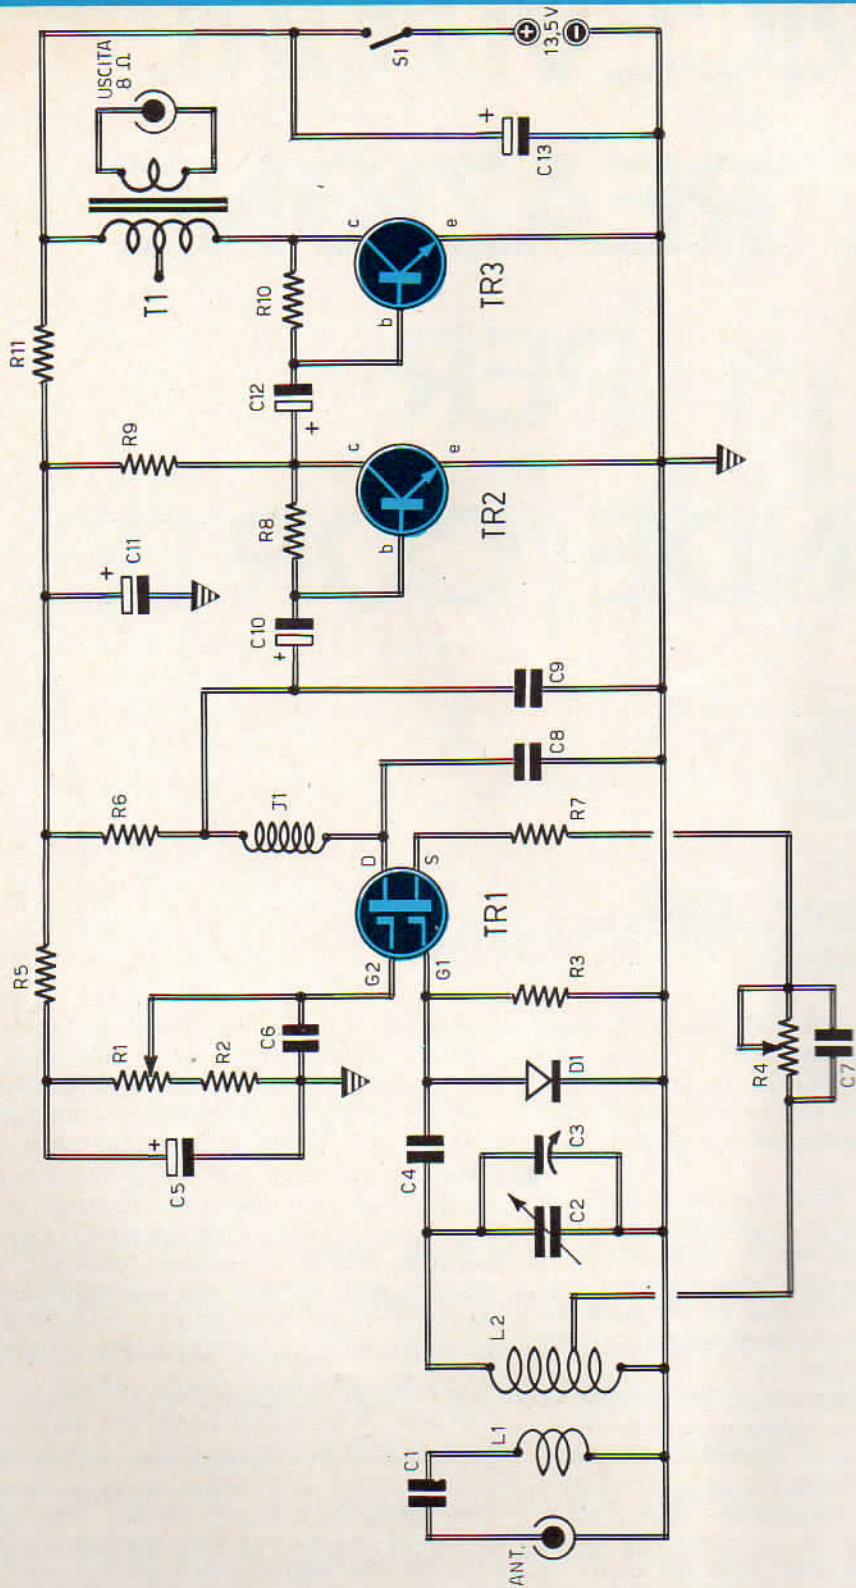 ANT.
C1
L1
L2
C2
C3
C4
D1
R3
C5
R1
R2
C6
R5
G2
G1
D
S
TR1
R6
J1
R7
R4
C7
C8
C9
C10
+
C11
+
R8
R9
b
c
e
TR2
C12
+
R10
R11
b
c
e
TR3
T1
USCITA
8 Ω
C13
+
S1
+
13,5 V
−
+